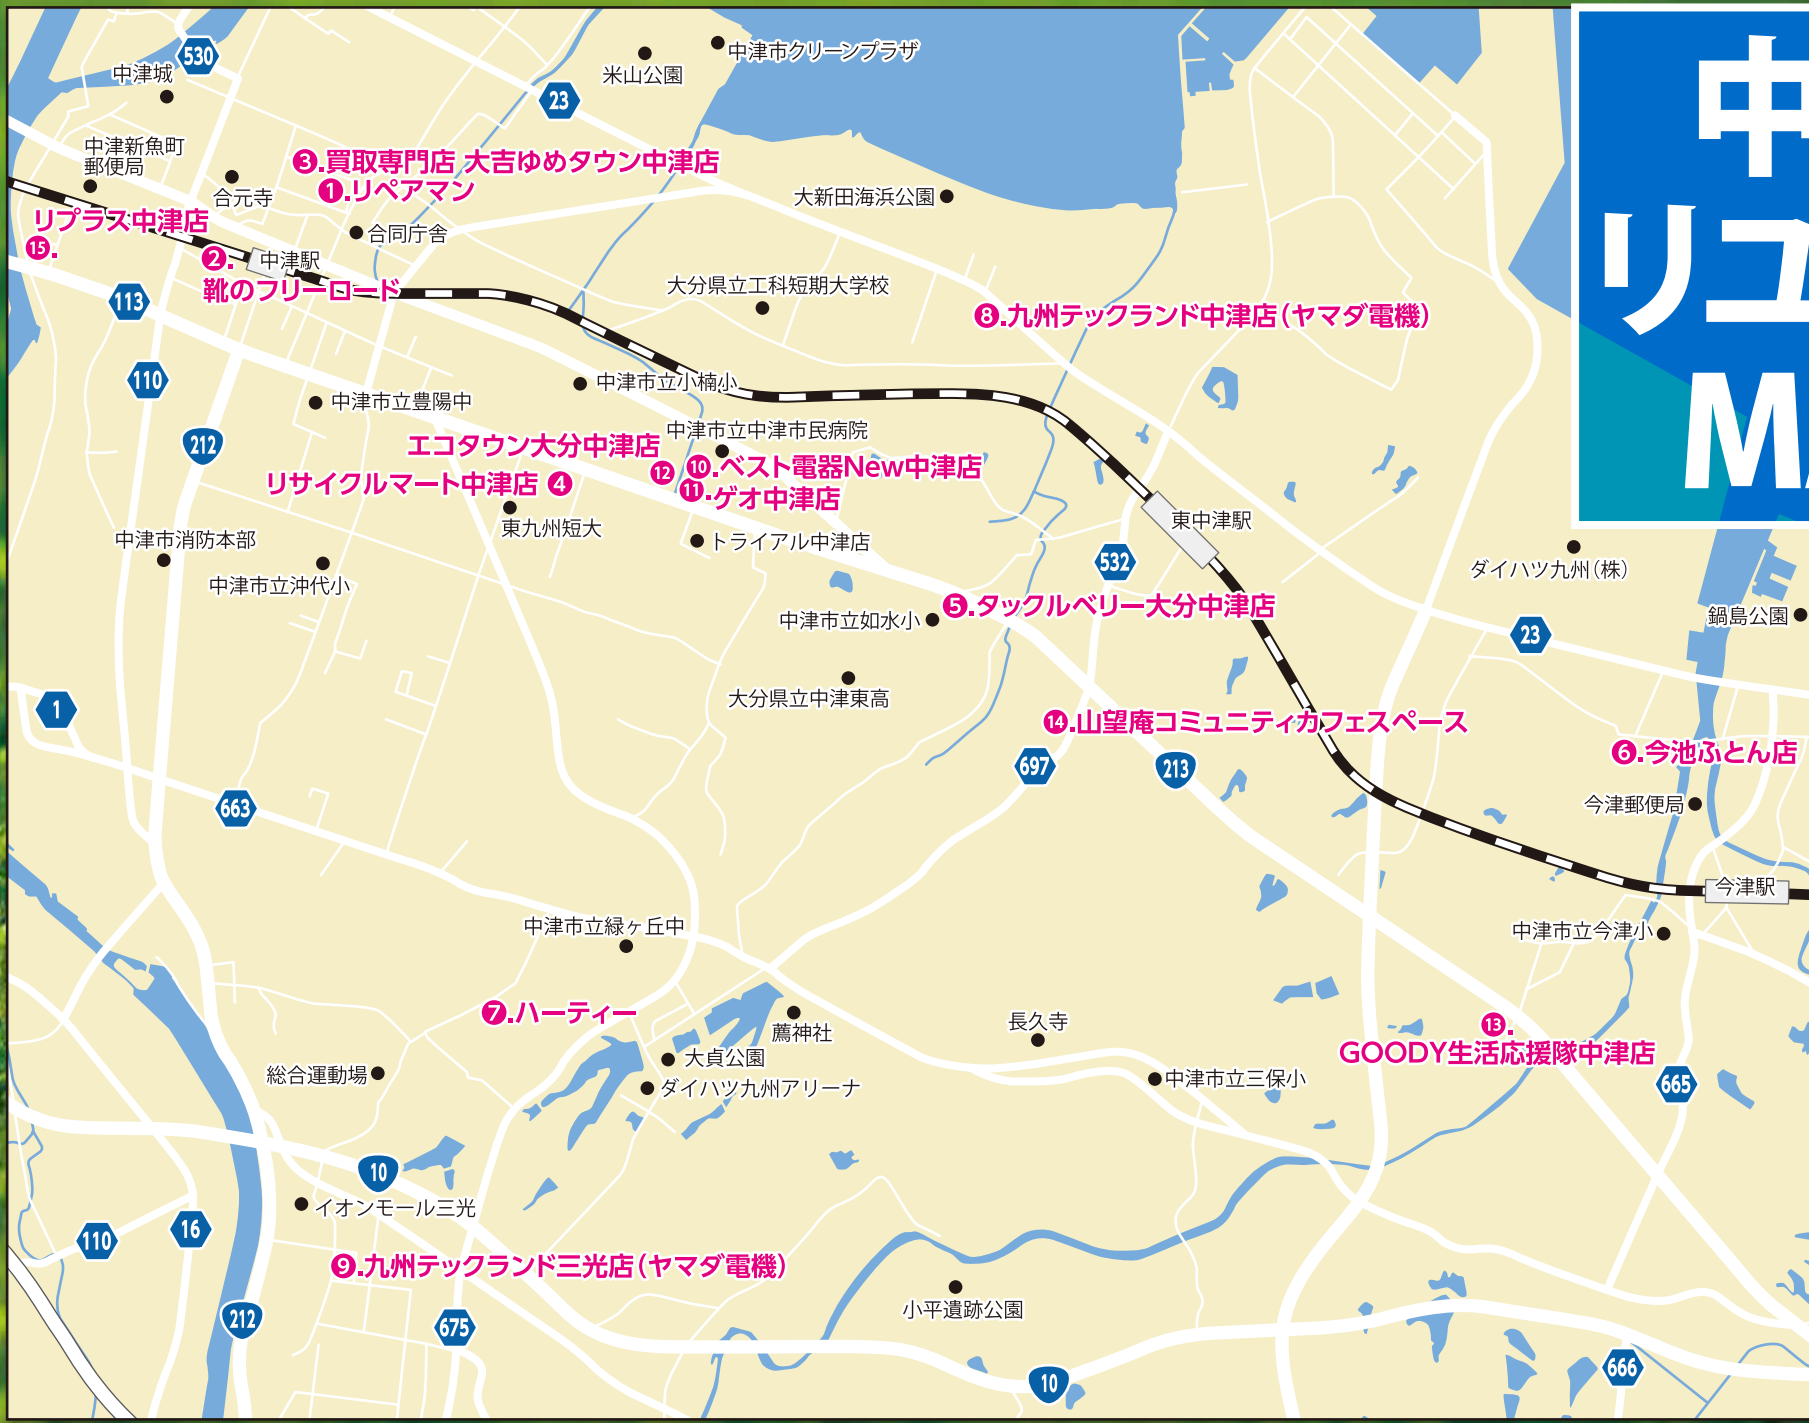 中
リユ
MA
530
中津城
米山公園
中津市クリーンプラザ
23
中津新魚町
郵便局
合元寺
❸.買取専門店 大吉ゆめタウン中津店
❶.リペアマン
大新田海浜公園
合同庁舎
リプラス中津店
⓯.
❷.
中津駅
靴のフリーロード
113
大分県立工科短期大学校
❽.九州テックランド中津店(ヤマダ電機)
110
中津市立豊陽中
中津市立小楠小
212
エコタウン大分中津店
⓬
中津市立中津市民病院
❿.ベスト電器New中津店
⓫.ゲオ中津店
リサイクルマート中津店 ❹
東九州短大
トライアル中津店
東中津駅
中津市消防本部
中津市立沖代小
532
ダイハツ九州(株)
中津市立如水小
❺.タックルベリー大分中津店
鍋島公園
23
大分県立中津東高
1
⓮.山望庵コミュニティカフェスペース
697
213
❻.今池ふとん店
今津郵便局
663
今津駅
中津市立緑ヶ丘中
中津市立今津小
❼.ハーティー
薦神社
長久寺
⓭.
GOODY生活応援隊中津店
大貞公園
総合運動場
ダイハツ九州アリーナ
中津市立三保小
665
10
イオンモール三光
110
16
❾.九州テックランド三光店(ヤマダ電機)
小平遺跡公園
212
675
10
666